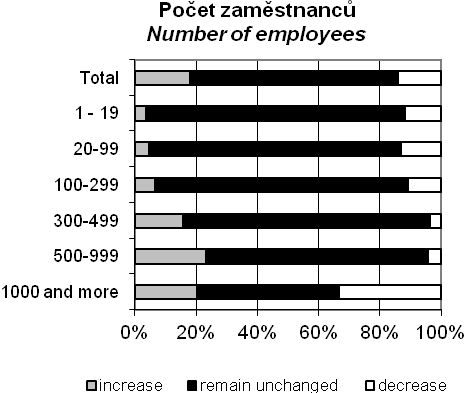 Počet zaměstnanců
Number of employees
Total
1 - 19
20-99
100-299
300-499
500-999
1000 and more
0% 20% 40% 60% 80% 100%
increase remain unchanged decrease